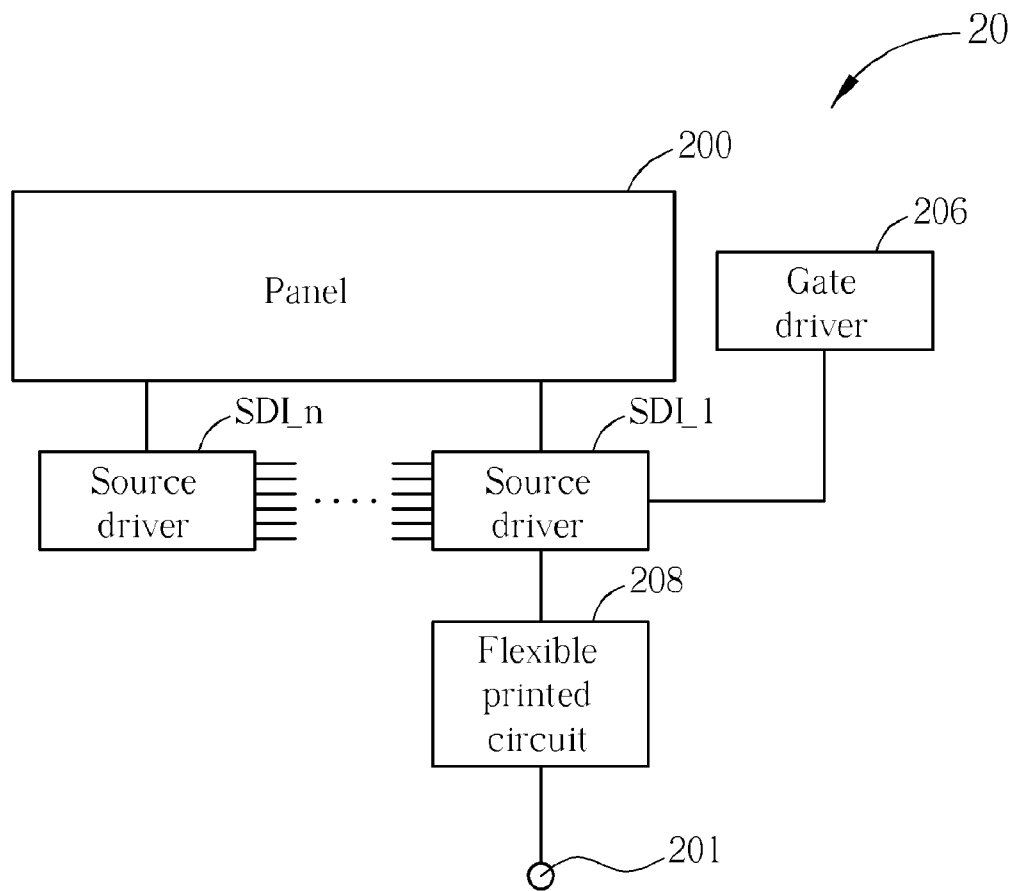 20
200
206
Panel
Gate
driver
SDI_n
SDI_1
Source
driver
. . . .
Source
driver
208
Flexible
printed
circuit
201